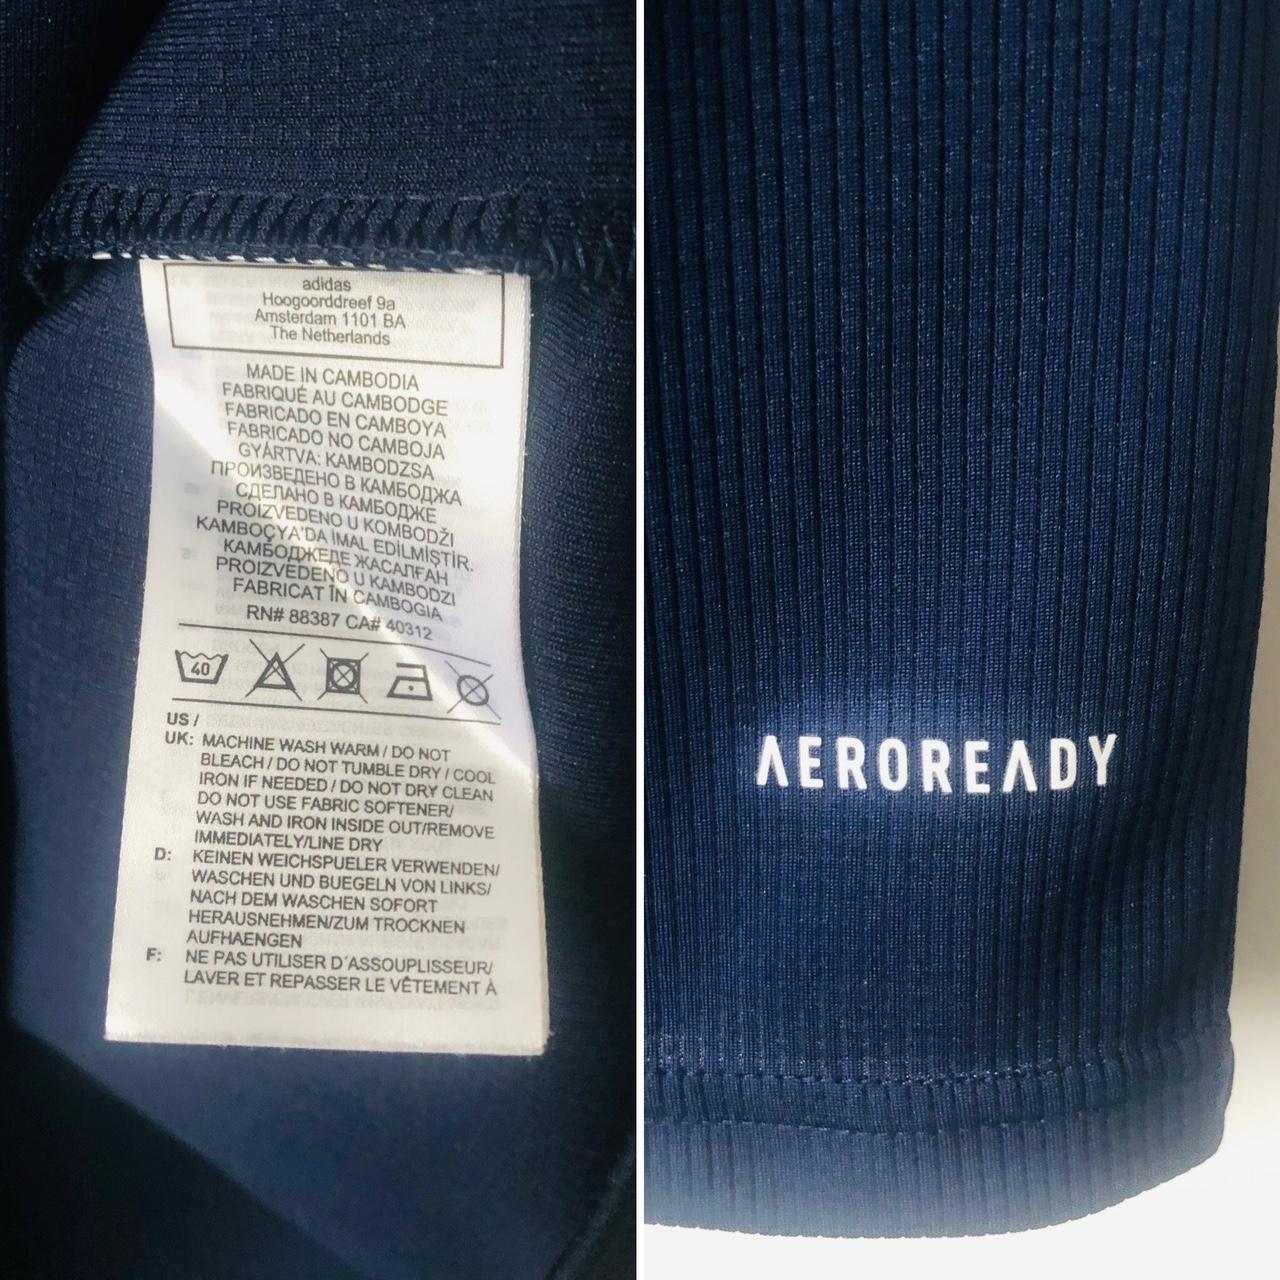 adidas
Hoogoorddreef 9a
Amsterdam 1101 BA
The Netherlands
MADE IN CAMBODIA
FABRIQUÉ AU CAMBODGE
FABRICADO EN CAMBOYA
FABRICADO NO CAMBOJA
GYÁRTVA: KAMBODZSA
ПРОИЗВЕДЕНО В КАМБОДЖА
СДЕЛАНО В КАМБОДЖЕ
PROIZVEDENO U KOMBODŽI
KAMBOÇYA'DA İMAL EDİLMİŞTİR.
КАМБОДЖЕДЕ ЖАСАЛҒАН
PROIZVEDENO U KAMBODZI
FABRICAT ÎN CAMBOGIA
RN# 88387 CA# 40312
40
US /
UK: MACHINE WASH WARM / DO NOT
BLEACH / DO NOT TUMBLE DRY / COOL
IRON IF NEEDED / DO NOT DRY CLEAN
DO NOT USE FABRIC SOFTENER/
WASH AND IRON INSIDE OUT/REMOVE
IMMEDIATELY/LINE DRY
D: KEINEN WEICHSPUELER VERWENDEN/
WASCHEN UND BUEGELN VON LINKS/
NACH DEM WASCHEN SOFORT
HERAUSNEHMEN/ZUM TROCKNEN
AUFHAENGEN
F: NE PAS UTILISER D´ASSOUPLISSEUR/
LAVER ET REPASSER LE VÊTEMENT À
AEROREADY